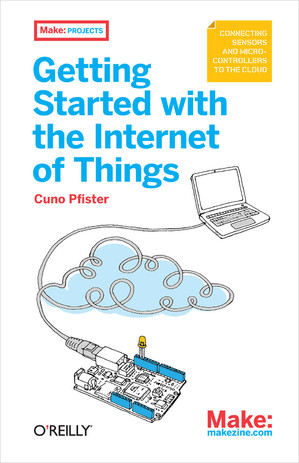 Make: PROJECTS
CONNECTING
SENSORS
AND MICRO-
CONTROLLERS
TO THE CLOUD
Getting
Started with
the Internet
of Things
Cuno Pfister
O'REILLY®
Make:
makezine.com